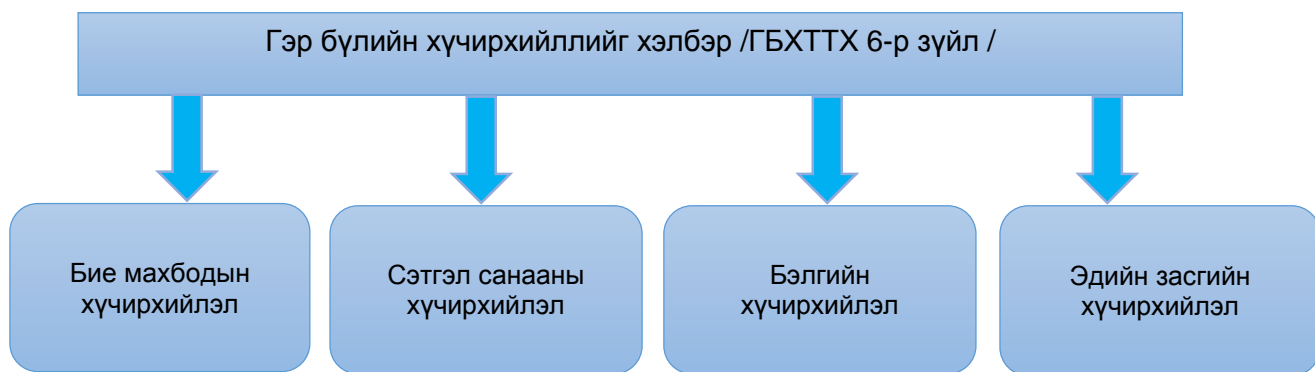 Гэр бүлийн хүчирхийллийг хэлбэр /ГБХТТХ 6-р зүйл /
Бие махбодын
хүчирхийлэл
Сэтгэл санааны
хүчирхийлэл
Бэлгийн
хүчирхийлэл
Эдийн засгийн
хүчирхийлэл